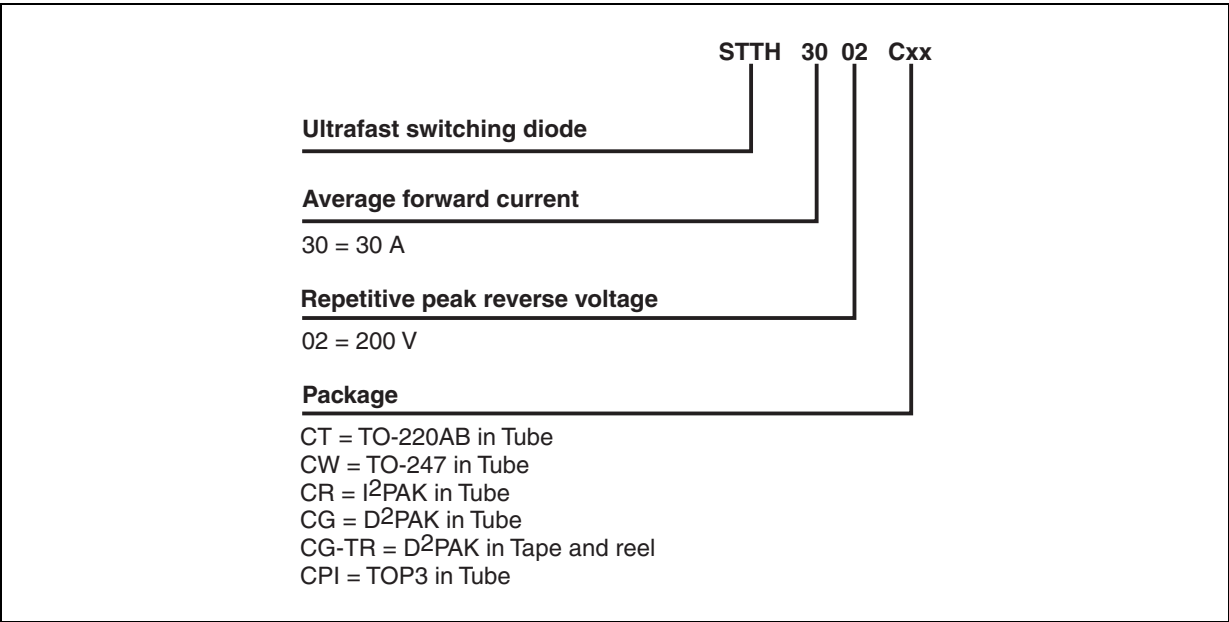 STTH 30 02 Cxx
Ultrafast switching diode
Average forward current
30 = 30 A
Repetitive peak reverse voltage
02 = 200 V
Package
CT = TO-220AB in Tube
CW = TO-247 in Tube
CR = I2PAK in Tube
CG = D2PAK in Tube
CG-TR = D2PAK in Tape and reel
CPI = TOP3 in Tube